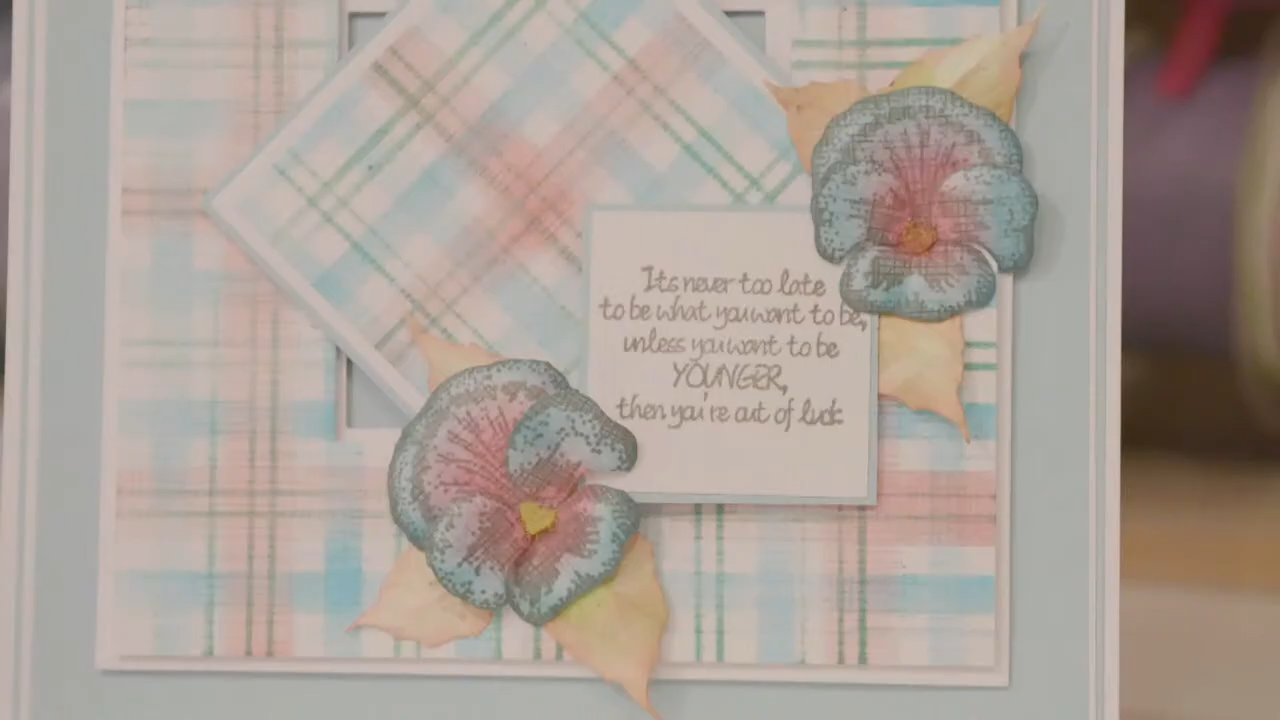 Its never too late
to be what you want to be,
unless you want to be
YOUNGER,
then you're out of luck.